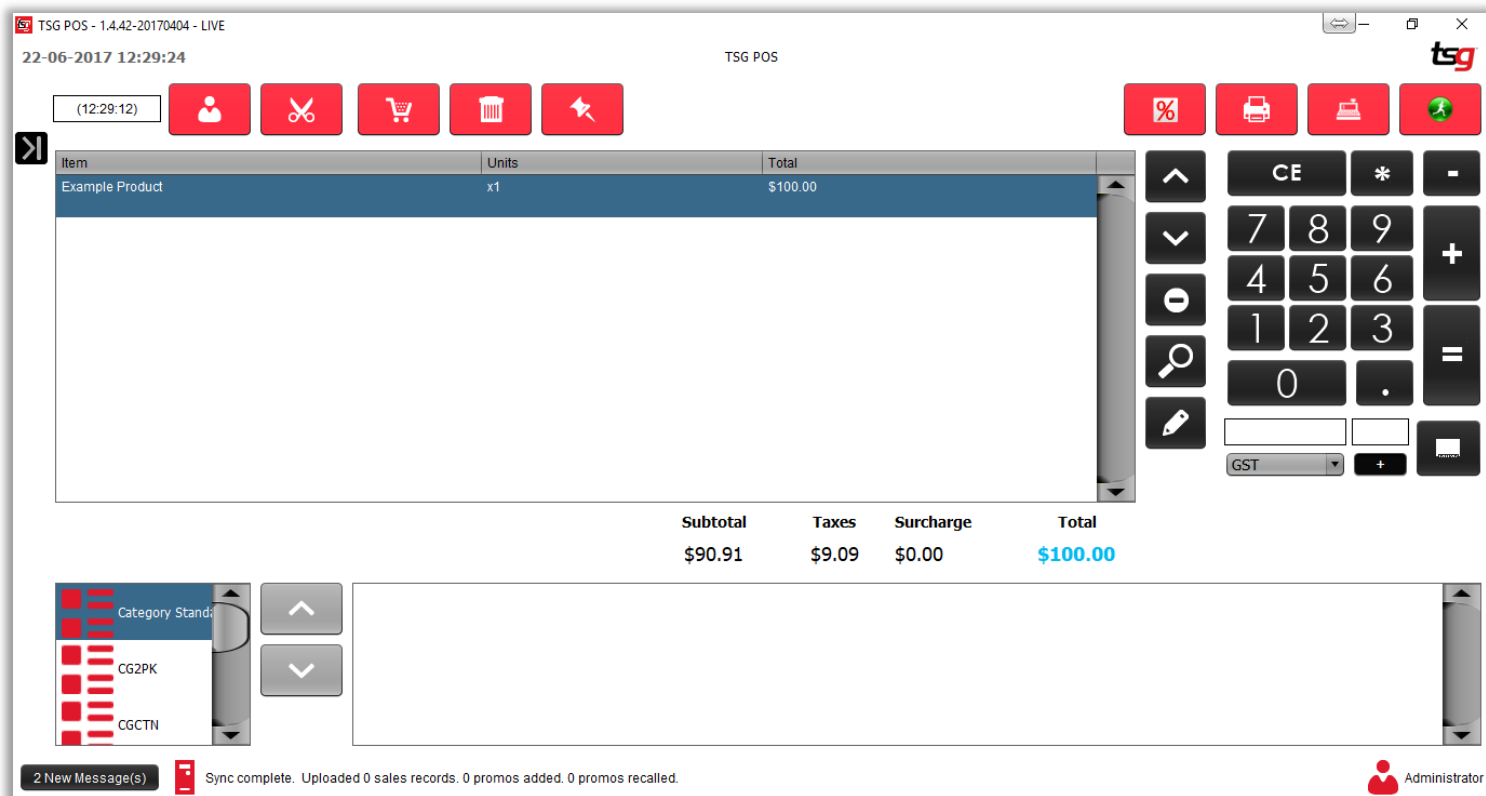 tsg TSG POS - 1.4.42-20170404 - LIVE
22-06-2017 12:29:24
TSG POS
tsg
(12:29:12)
%
Item Units Total
Example Product x1 $100.00
CE * -
7 8 9 +
4 5 6
1 2 3 =
0 .
GST +
Subtotal Taxes Surcharge Total
$90.91 $9.09 $0.00 $100.00
Category Standa
CG2PK
CGCTN
2 New Message(s)
Sync complete. Uploaded 0 sales records. 0 promos added. 0 promos recalled.
Administrator